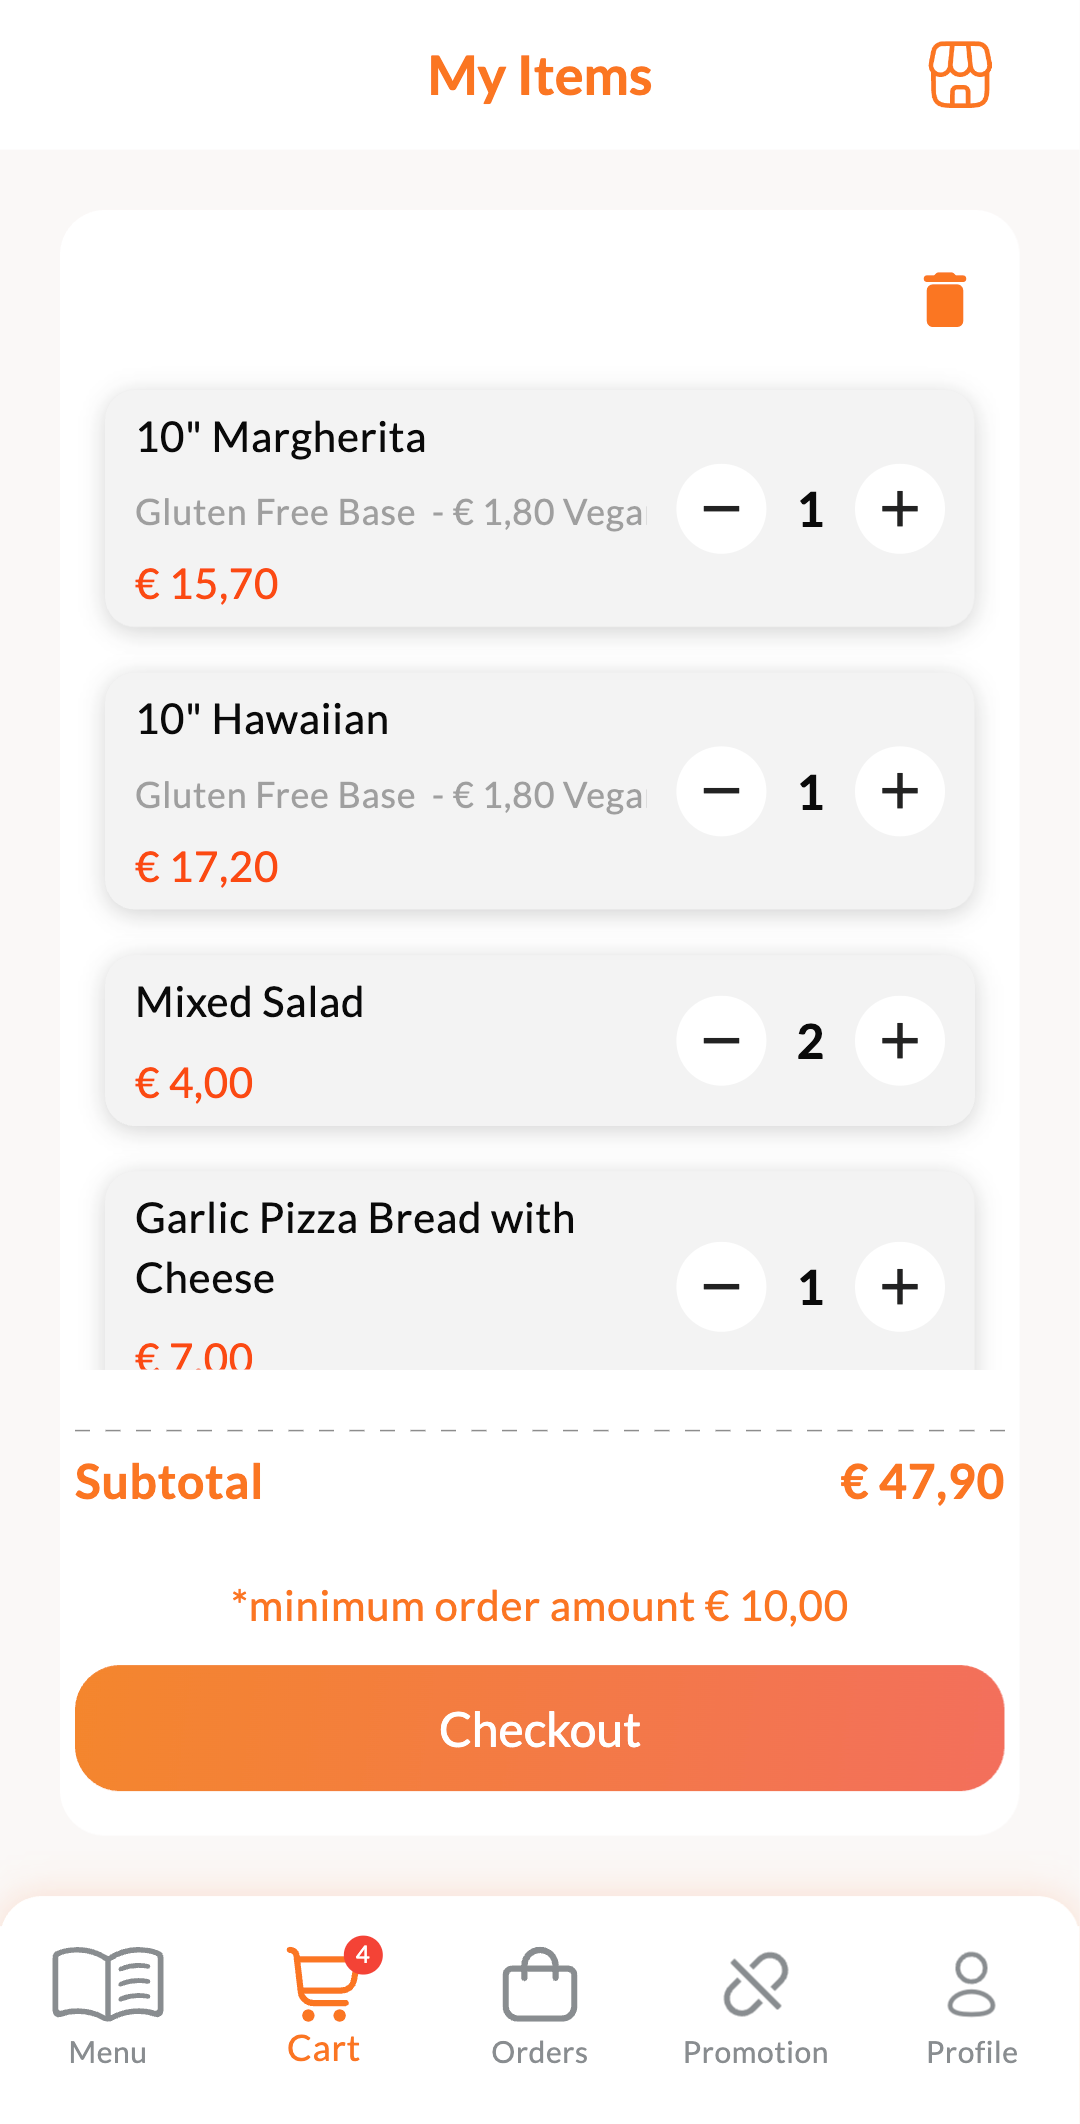 My Items
10" Margherita
Gluten Free Base - € 1,80 Vega
1
€ 15,70
10" Hawaiian
Gluten Free Base - € 1,80 Vega
1
€ 17,20
Mixed Salad
2
€ 4,00
Garlic Pizza Bread with
Cheese
1
€ 7,00
Subtotal
€ 47,90
*minimum order amount € 10,00
Checkout
4
Menu
Cart
Orders
Promotion
Profile